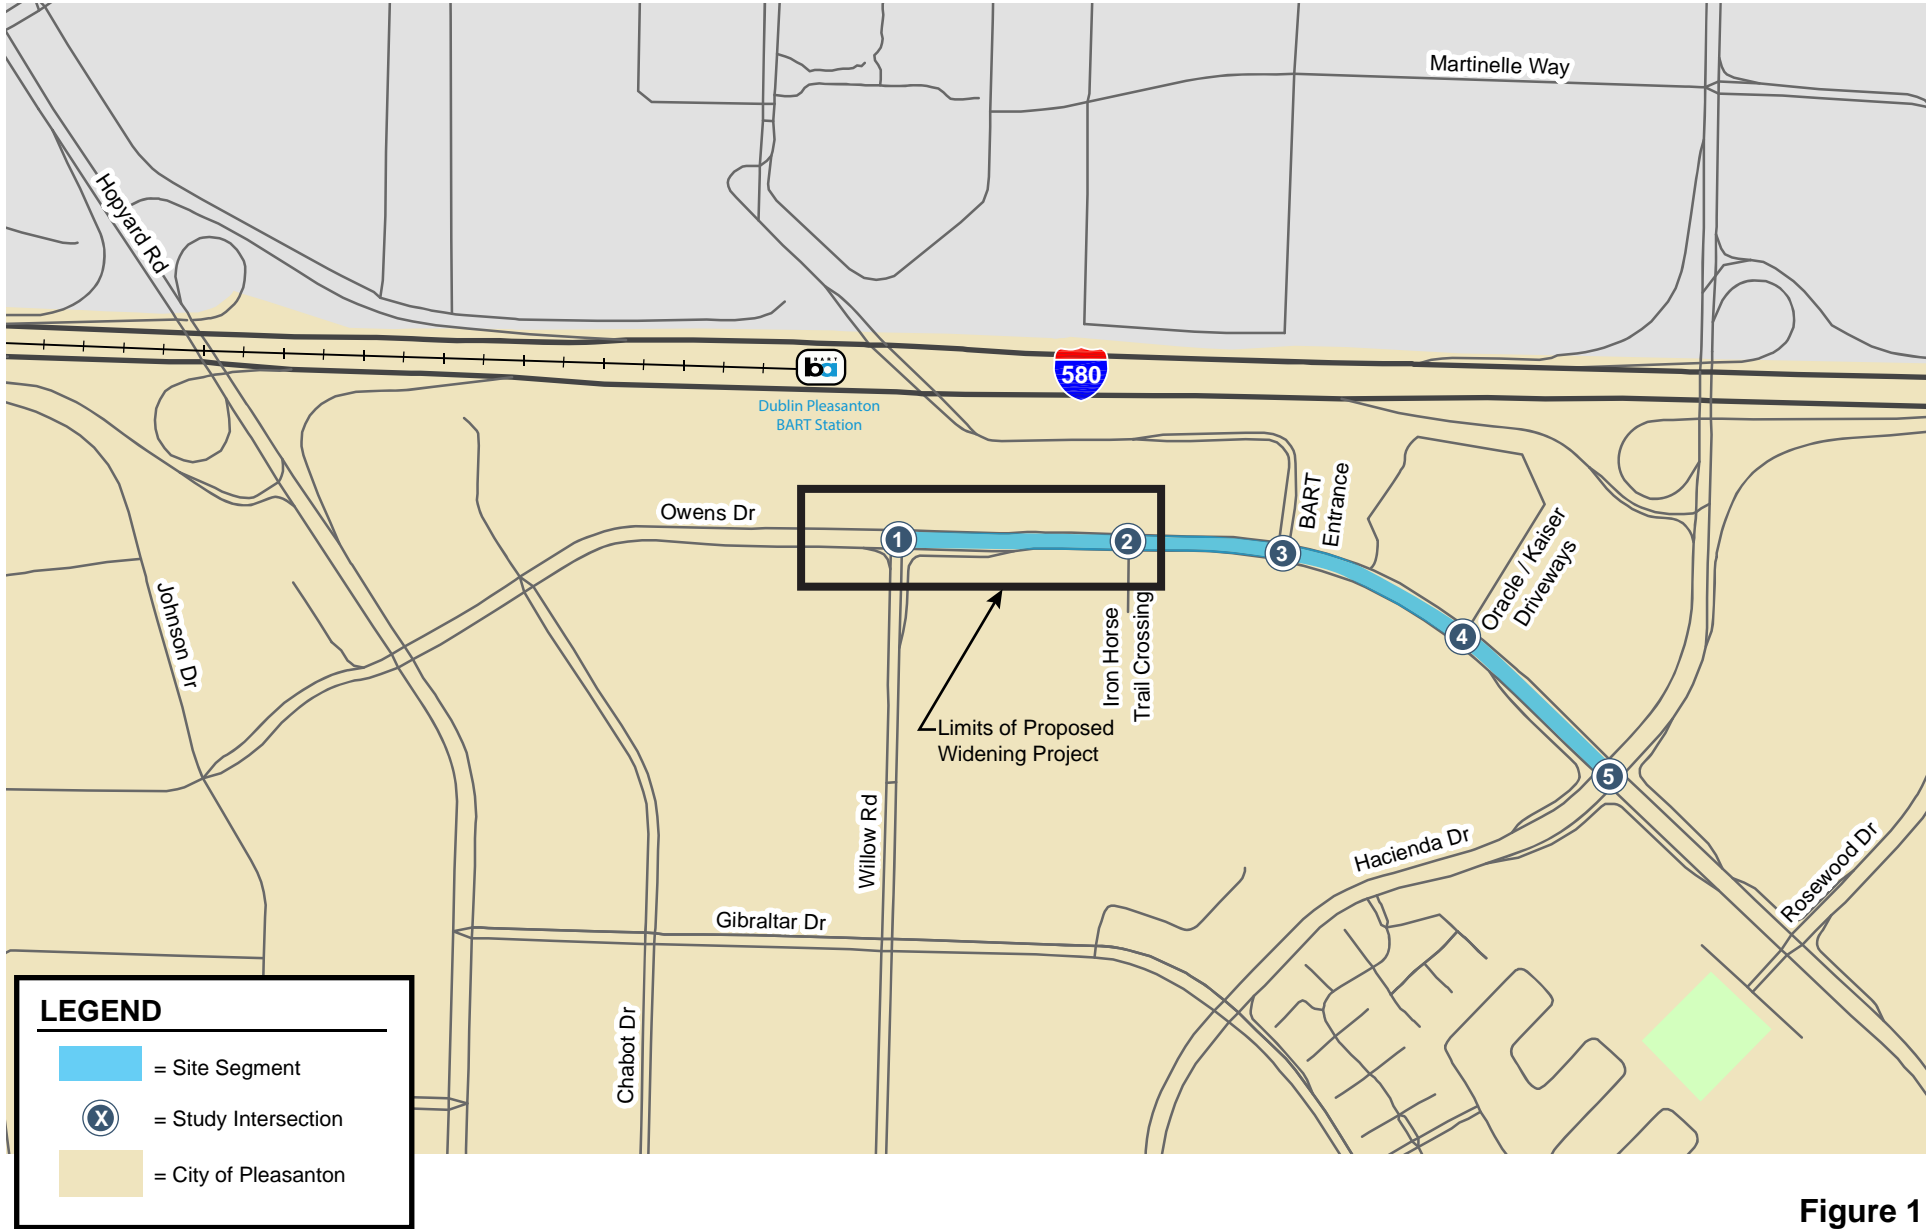 Martinelle Way
Hopyard Rd
BART
ba
580
Dublin Pleasanton
BART Station
Owens Dr
1
2
3
4
5
BART
Entrance
Oracle / Kaiser
Driveways
Johnson Dr
Iron Horse
Trail Crossing
Limits of Proposed
Widening Project
Willow Rd
Hacienda Dr
Rosewood Dr
Gibraltar Dr
Chabot Dr
LEGEND
= Site Segment
X
= Study Intersection
= City of Pleasanton
Figure 1